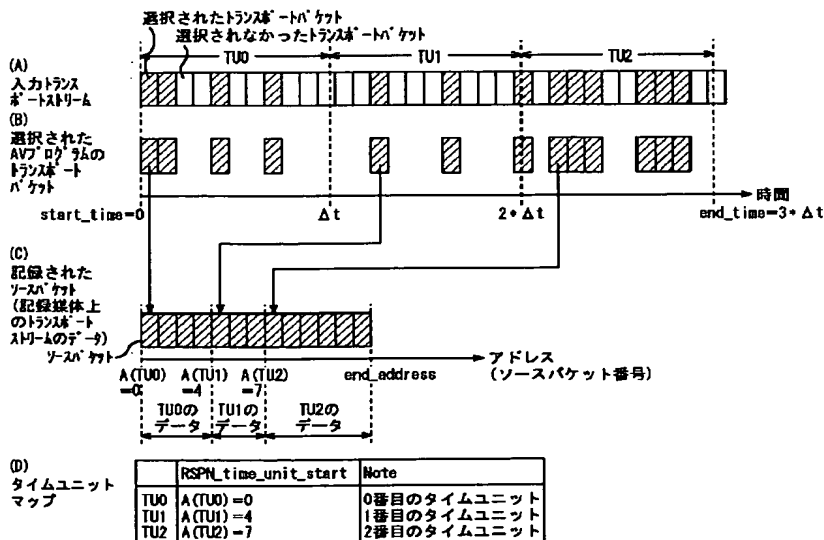 選択されたトランスポートパケット
選択されなかったトランスポートパケット
TU0 TU1 TU2
(A)
入力トランス
ポートストリーム
(B)
選択された
AVプログラムの
トランスポート
パケット
時間
start_time=0 Δt 2*Δt end_time=3*Δt
(C)
記録された
ソースパケット
(記録媒体上
のトランスポート
ストリームのデータ)
ソースパケット
アドレス
(ソースパケット番号)
A(TU0) A(TU1) A(TU2) end_address
=0 =4 =7
TU0の TU1の TU2の
データ データ データ
(D)
タイムユニット
マップ
RSPN_time_unit_start Note
TU0 A(TU0)=0 0番目のタイムユニット
TU1 A(TU1)=4 1番目のタイムユニット
TU2 A(TU2)=7 2番目のタイムユニット